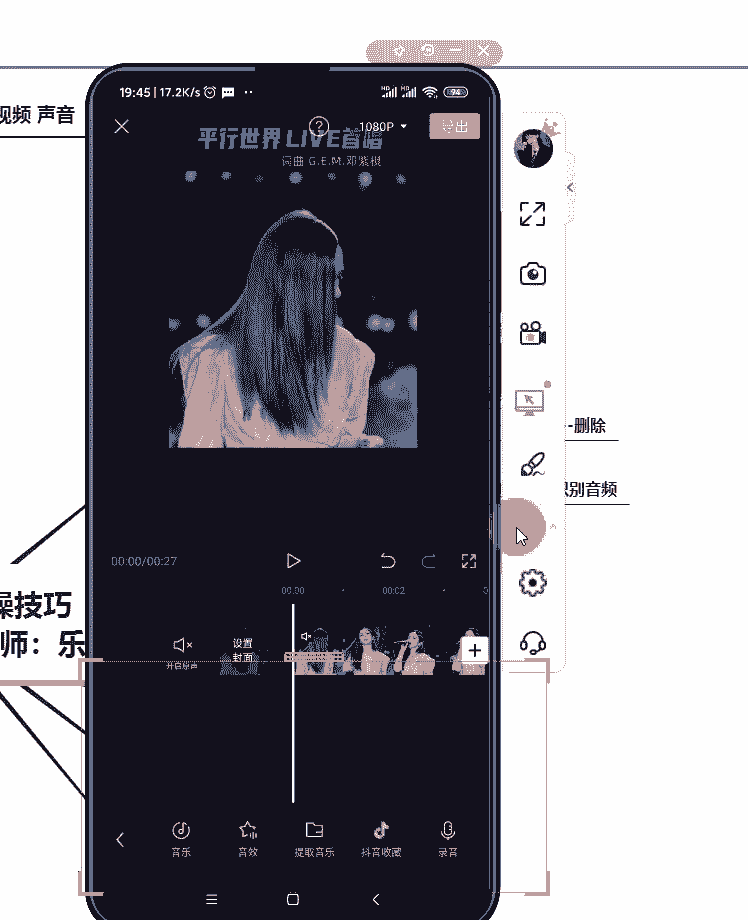 视频 声音
19:45 | 17.2K/s
94
1080P
导出
平行世界 LIVE首唱
词曲 G.E.M.邓紫棋
-删除
识别音频
00:00/00:27
00:00
00:02
操技巧
师：乐
开启原声
设置
封面
音乐
音效
提取音乐
抖音收藏
录音